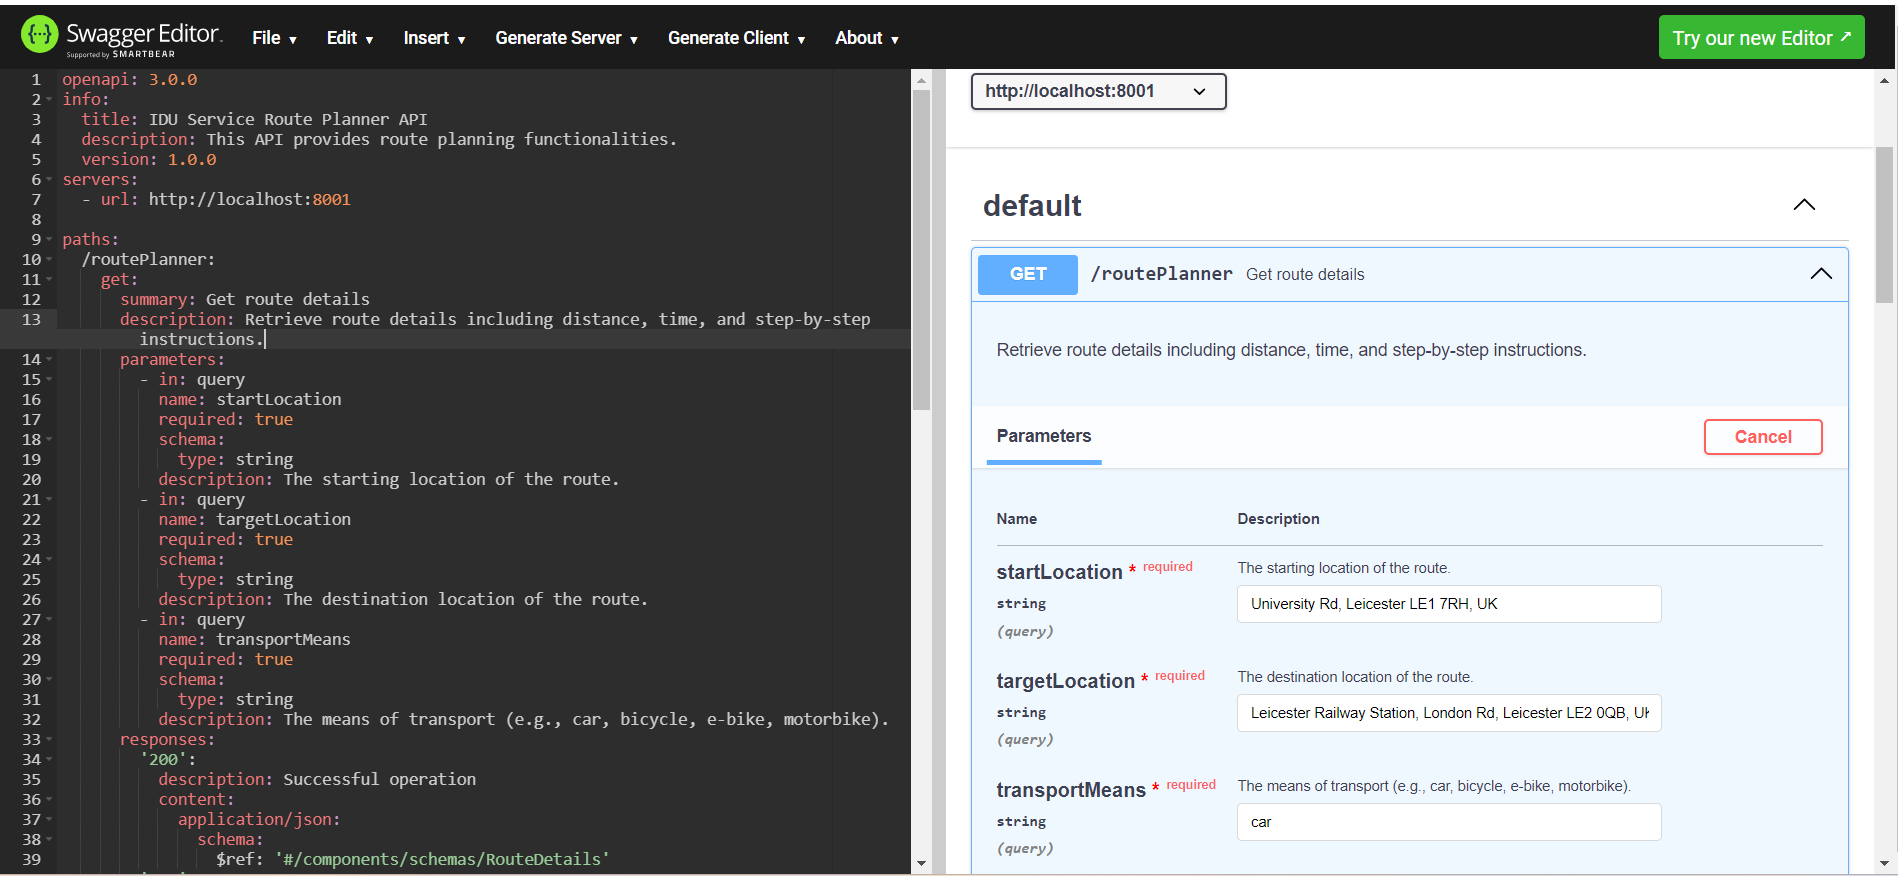 Swagger Editor
Supported by SMARTBEAR
File
Edit
Insert
Generate Server
Generate Client
About
Try our new Editor
1 openapi: 3.0.0
2 info:
3 title: IDU Service Route Planner API
4 description: This API provides route planning functionalities.
5 version: 1.0.0
6 servers:
7 - url: http://localhost:8001
8
9 paths:
10 /routePlanner:
11 get:
12 summary: Get route details
13 description: Retrieve route details including distance, time, and step-by-step
instructions.
14 parameters:
15 - in: query
16 name: startLocation
17 required: true
18 schema:
19 type: string
20 description: The starting location of the route.
21 - in: query
22 name: targetLocation
23 required: true
24 schema:
25 type: string
26 description: The destination location of the route.
27 - in: query
28 name: transportMeans
29 required: true
30 schema:
31 type: string
32 description: The means of transport (e.g., car, bicycle, e-bike, motorbike).
33 responses:
34 '200':
35 description: Successful operation
36 content:
37 application/json:
38 schema:
39 $ref: '#/components/schemas/RouteDetails'
http://localhost:8001
default
GET /routePlanner Get route details
Retrieve route details including distance, time, and step-by-step instructions.
Parameters
Cancel
Name Description
startLocation * required
string
(query)
The starting location of the route.
University Rd, Leicester LE1 7RH, UK
targetLocation * required
string
(query)
The destination location of the route.
Leicester Railway Station, London Rd, Leicester LE2 0QB, UK
transportMeans * required
string
(query)
The means of transport (e.g., car, bicycle, e-bike, motorbike).
car